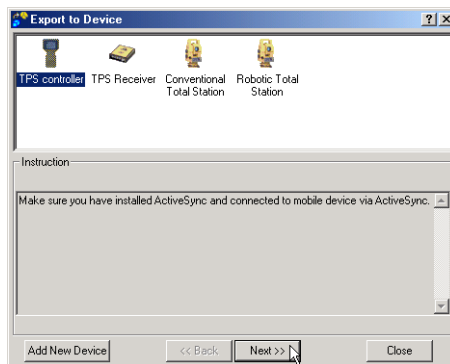 Export to Device
TPS controller TPS Receiver Conventional Total Station Robotic Total Station
Instruction
Make sure you have installed ActiveSync and connected to mobile device via ActiveSync.
Add New Device << Back Next >> Close